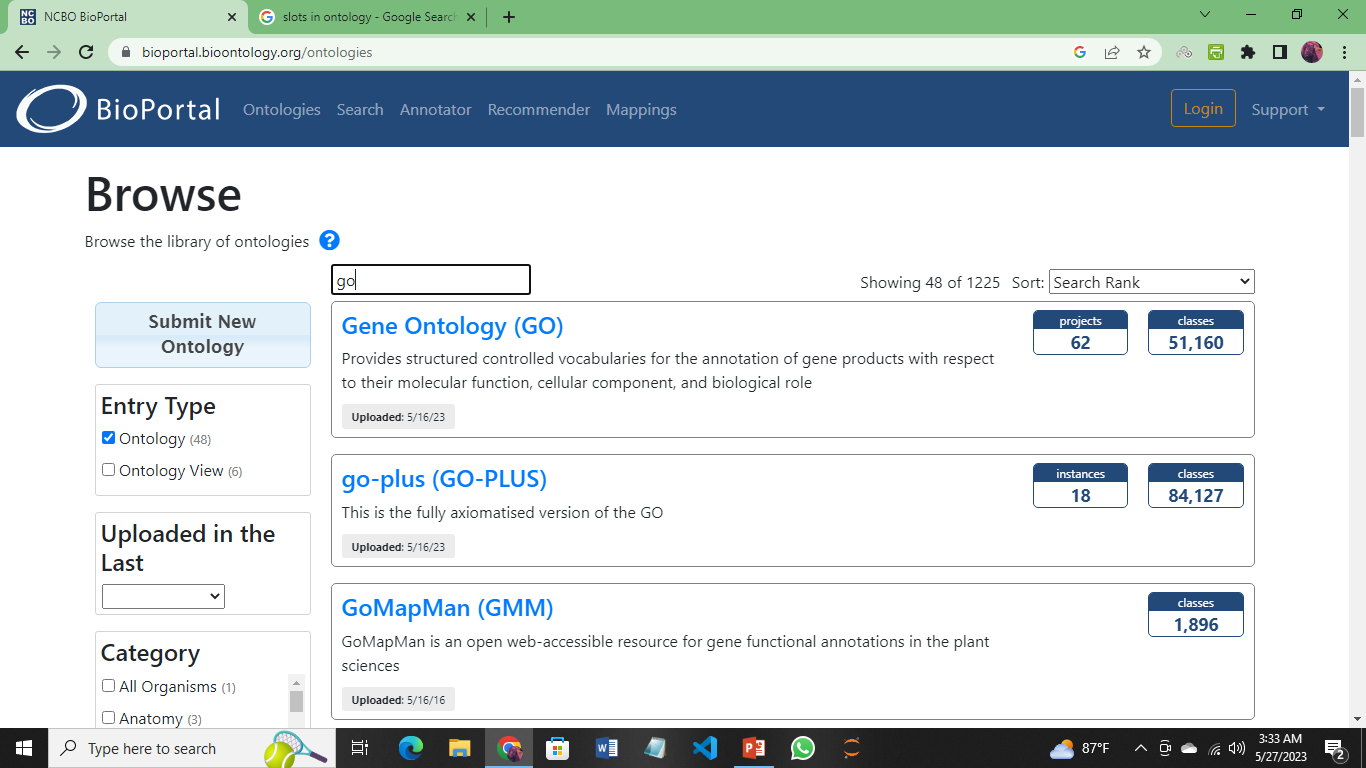 NCBO BioPortal
slots in ontology - Google Search
bioportal.bioontology.org/ontologies
BioPortal
Ontologies
Search
Annotator
Recommender
Mappings
Login
Support
Browse
Browse the library of ontologies
go
Showing 48 of 1225
Sort:
Search Rank
Submit New
Ontology
Entry Type
Ontology (48)
Ontology View (6)
Uploaded in the
Last
Category
All Organisms (1)
Anatomy (3)
Gene Ontology (GO)
Provides structured controlled vocabularies for the annotation of gene products with respect
to their molecular function, cellular component, and biological role
Uploaded: 5/16/23
projects
62
classes
51,160
go-plus (GO-PLUS)
This is the fully axiomatised version of the GO
Uploaded: 5/16/23
instances
18
classes
84,127
GoMapMan (GMM)
GoMapMan is an open web-accessible resource for gene functional annotations in the plant
sciences
Uploaded: 5/16/16
classes
1,896
Type here to search
87°F
3:33 AM
5/27/2023
2